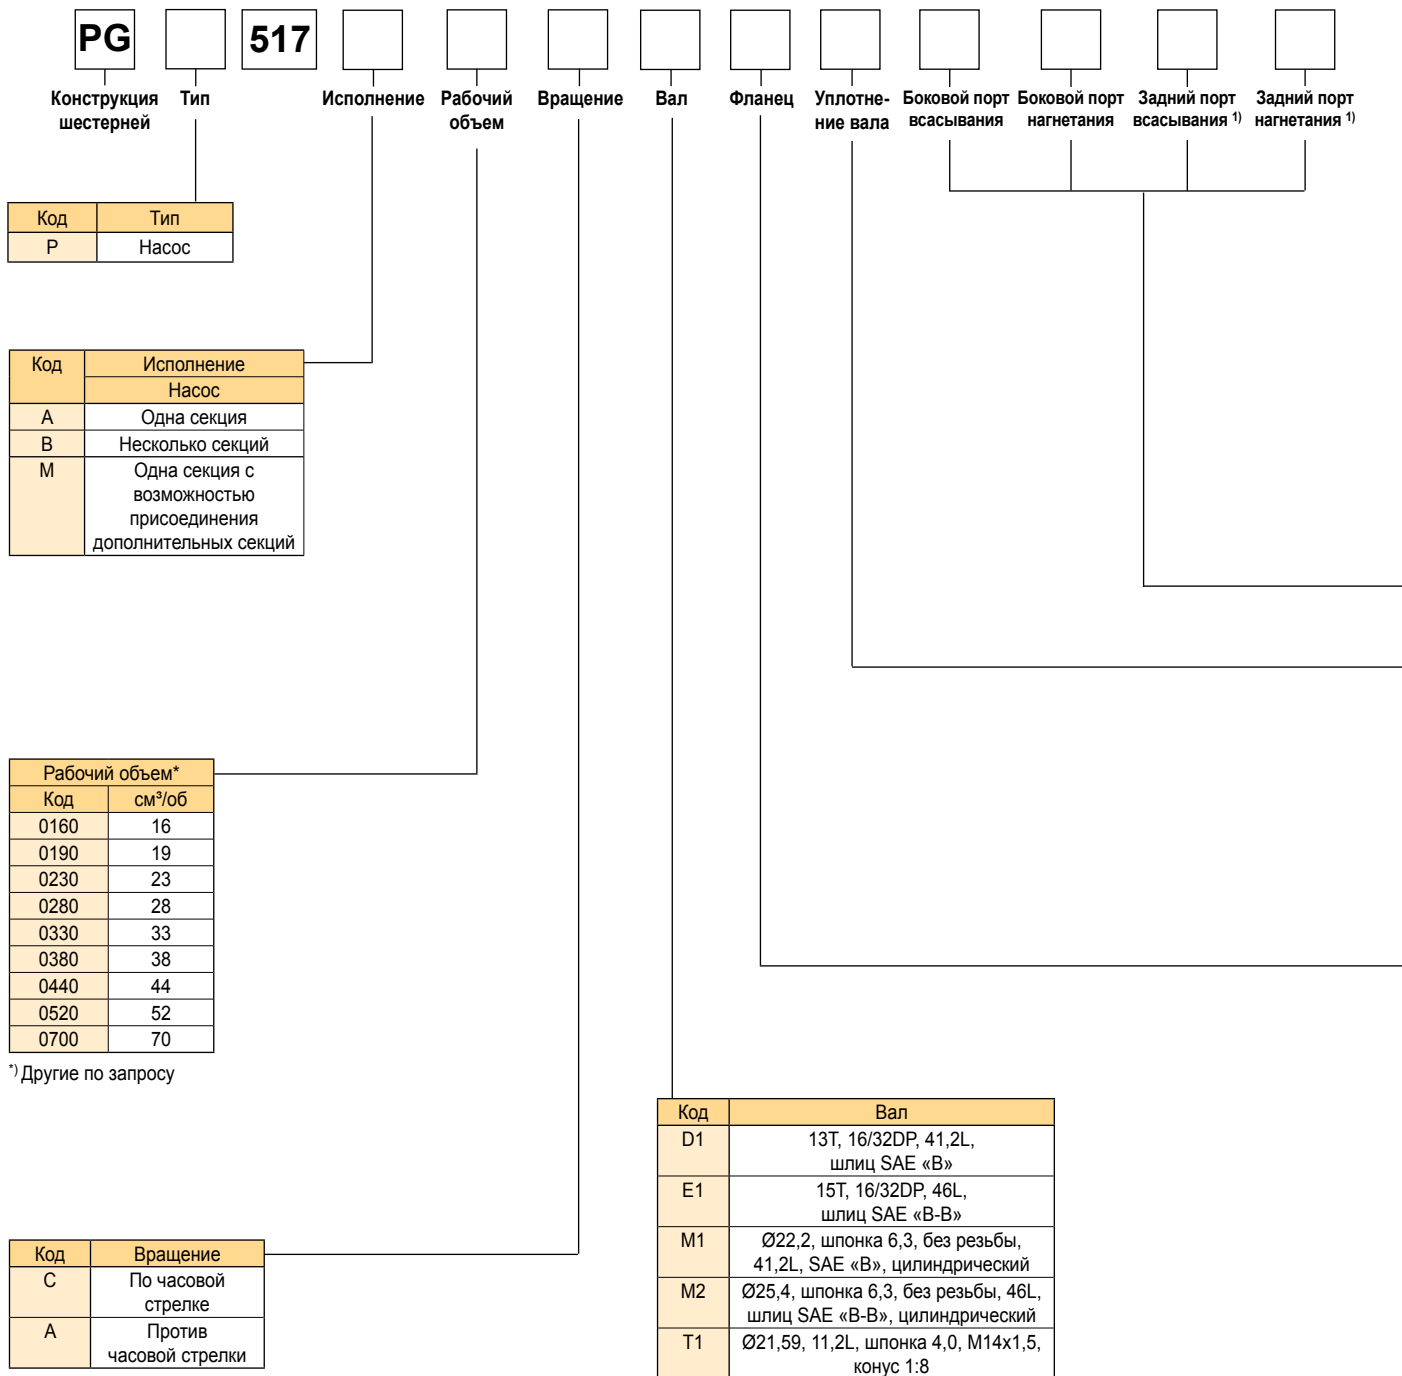 PG 517
Конструкция шестерней
Тип
Исполнение
Рабочий объем
Вращение
Вал
Фланец
Уплотне-
ние вала
Боковой порт
всасывания
Боковой порт
нагнетания
Задний порт
всасывания 1)
Задний порт
нагнетания 1)
Код Тип
P Насос
Код Исполнение
Насос
A Одна секция
B Несколько секций
M Одна секция с
возможностью
присоединения
дополнительных секций
Рабочий объем*
Код см³/об
0160 16
0190 19
0230 23
0280 28
0330 33
0380 38
0440 44
0520 52
0700 70
*) Другие по запросу
Код Вращение
C По часовой
стрелке
A Против
часовой стрелки
Код Вал
D1 13T, 16/32DP, 41,2L,
шлиц SAE «B»
E1 15T, 16/32DP, 46L,
шлиц SAE «B-B»
M1 Ø22,2, шпонка 6,3, без резьбы,
41,2L, SAE «B», цилиндрический
M2 Ø25,4, шпонка 6,3, без резьбы, 46L,
шлиц SAE «B-B», цилиндрический
T1 Ø21,59, 11,2L, шпонка 4,0, M14x1,5,
конус 1:8